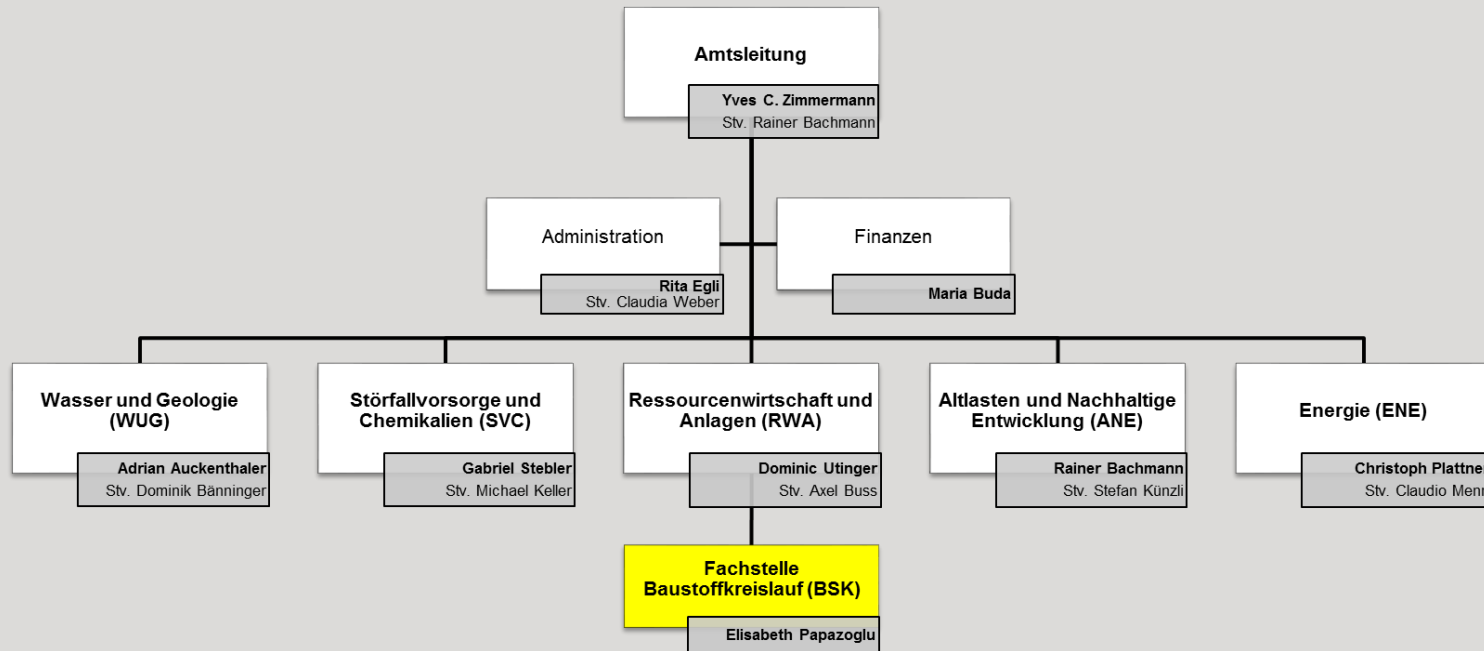 Amtsleitung
Yves C. Zimmermann
Stv. Rainer Bachmann
Administration
Rita Egli
Stv. Claudia Weber
Finanzen
Maria Buda
Wasser und Geologie
(WUG)
Adrian Auckenthaler
Stv. Dominik Bänninger
Störfallvorsorge und
Chemikalien (SVC)
Gabriel Stebler
Stv. Michael Keller
Ressourcenwirtschaft und
Anlagen (RWA)
Dominic Utinger
Stv. Axel Buss
Altlasten und Nachhaltige
Entwicklung (ANE)
Rainer Bachmann
Stv. Stefan Künzli
Energie (ENE)
Christoph
Stv. Claudio
Fachstelle
Baustoffkreislauf (BSK)
Elisabeth Papazoglu